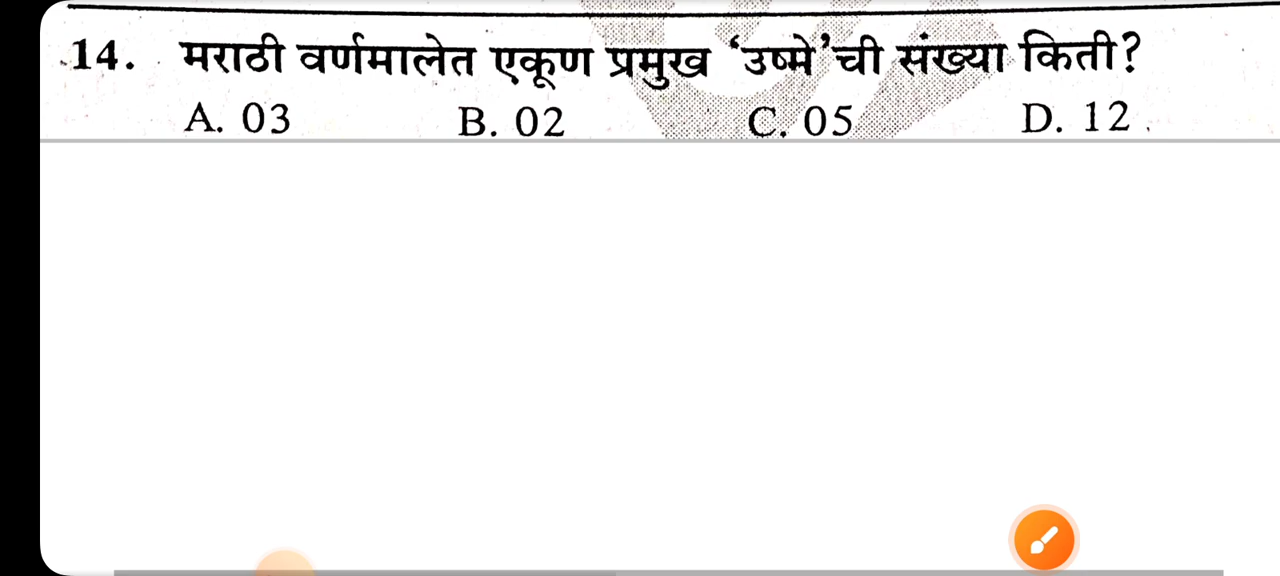 14. मराठी वर्णमालेत एकूण प्रमुख ‘उष्मे’ची संख्या किती?
A. 03 B. 02 C. 05 D. 12